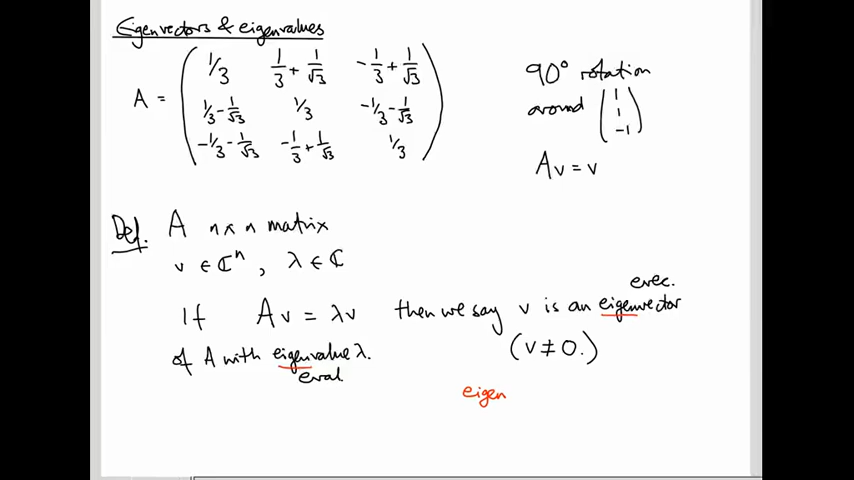 Eigenvectors & eigenvalues
A = ( 1/3 1/3 + 1/√3 -1/3 + 1/√3
1/3 - 1/√3 1/3 -1/3 - 1/√3
-1/3 - 1/√3 -1/3 + 1/√3 1/3 )
90° rotation
around ( 1 1 -1 )
Av = v
Def. A n x n matrix
v ∈ ℂⁿ, λ ∈ ℂ
evec.
If Av = λv then we say v is an eigenvector
of A with eigenvalue λ. (v ≠ 0.)
eval.
eigen